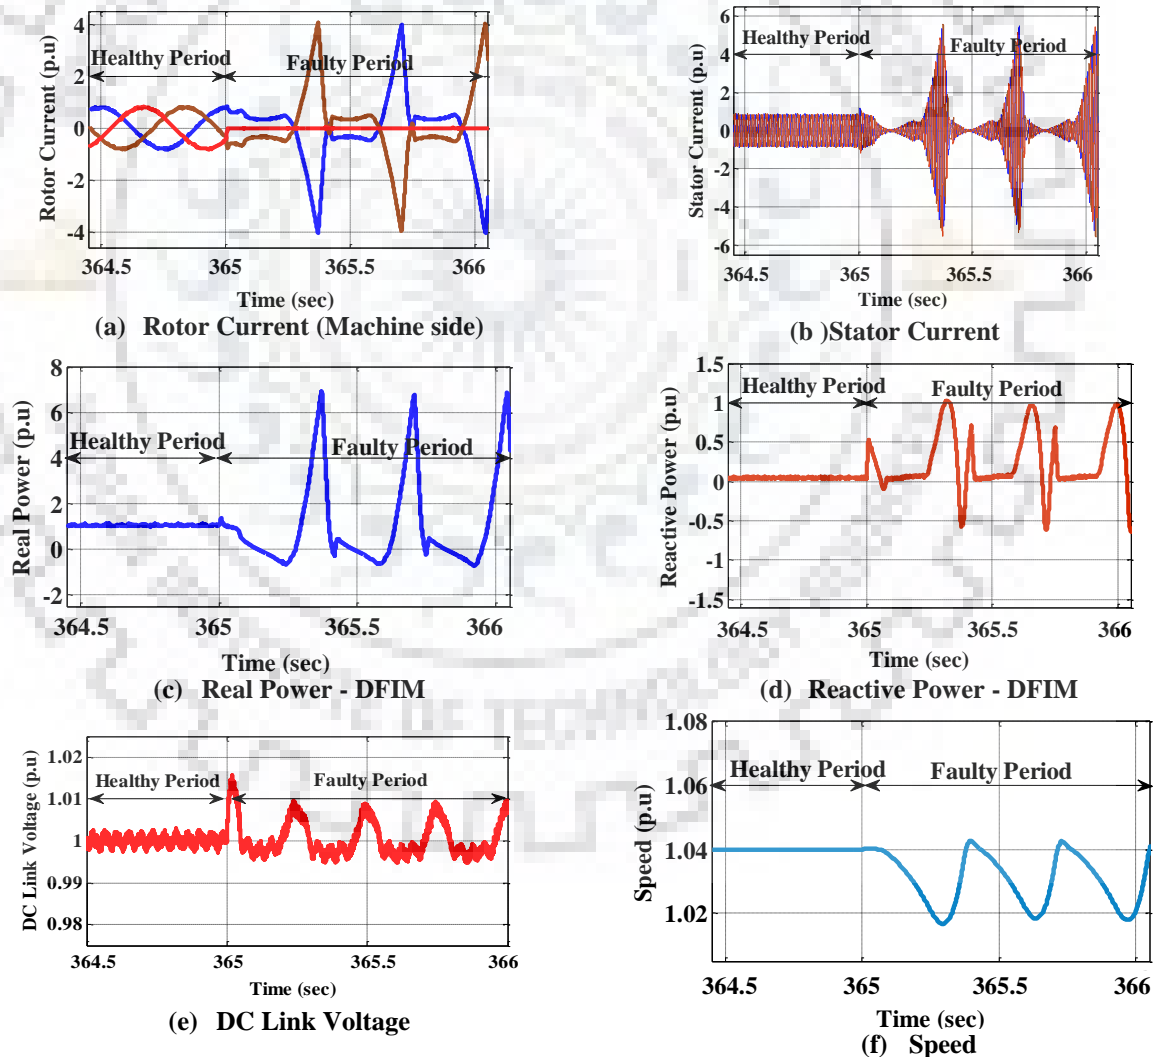 4
2
0
-2
-4
Rotor Current (p.u)
Healthy Period
Faulty Period
364.5
365
365.5
366
Time (sec)
(a) Rotor Current (Machine side)
6
4
2
0
-2
-4
-6
Stator Current (p.u)
Healthy Period
Faulty Period
364.5
365
365.5
366
Time (sec)
(b )Stator Current
8
6
4
2
0
-2
Real Power (p.u)
Healthy Period
Faulty Period
364.5
365
365.5
366
Time (sec)
(c) Real Power - DFIM
1.5
1
0.5
0
-0.5
-1
-1.5
Reactive Power (p.u)
Healthy Period
Faulty Period
364.5
365
365.5
366
Time (sec)
(d) Reactive Power - DFIM
1.02
1.01
1
0.99
0.98
DC Link Voltage (p.u)
Healthy Period
Faulty Period
364.5
365
365.5
366
Time (sec)
(e) DC Link Voltage
1.08
1.06
1.04
1.02
Speed (p.u)
Healthy Period
Faulty Period
364.5
365
365.5
366
Time (sec)
(f) Speed